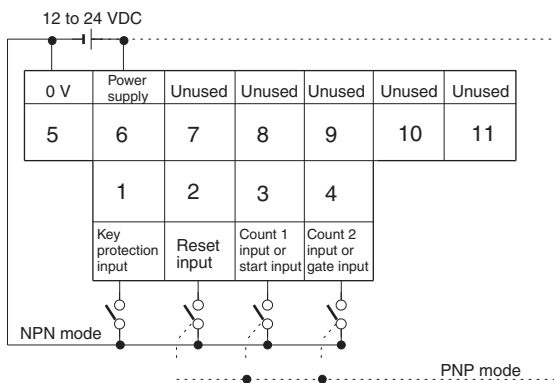 12 to 24 VDC
0 V
Power
supply
Unused
Unused
Unused
Unused
Unused
5
6
7
8
9
10
11
1
2
3
4
Key
protection
input
Reset
input
Count 1
input or
start input
Count 2
input or
gate input
NPN mode
PNP mode